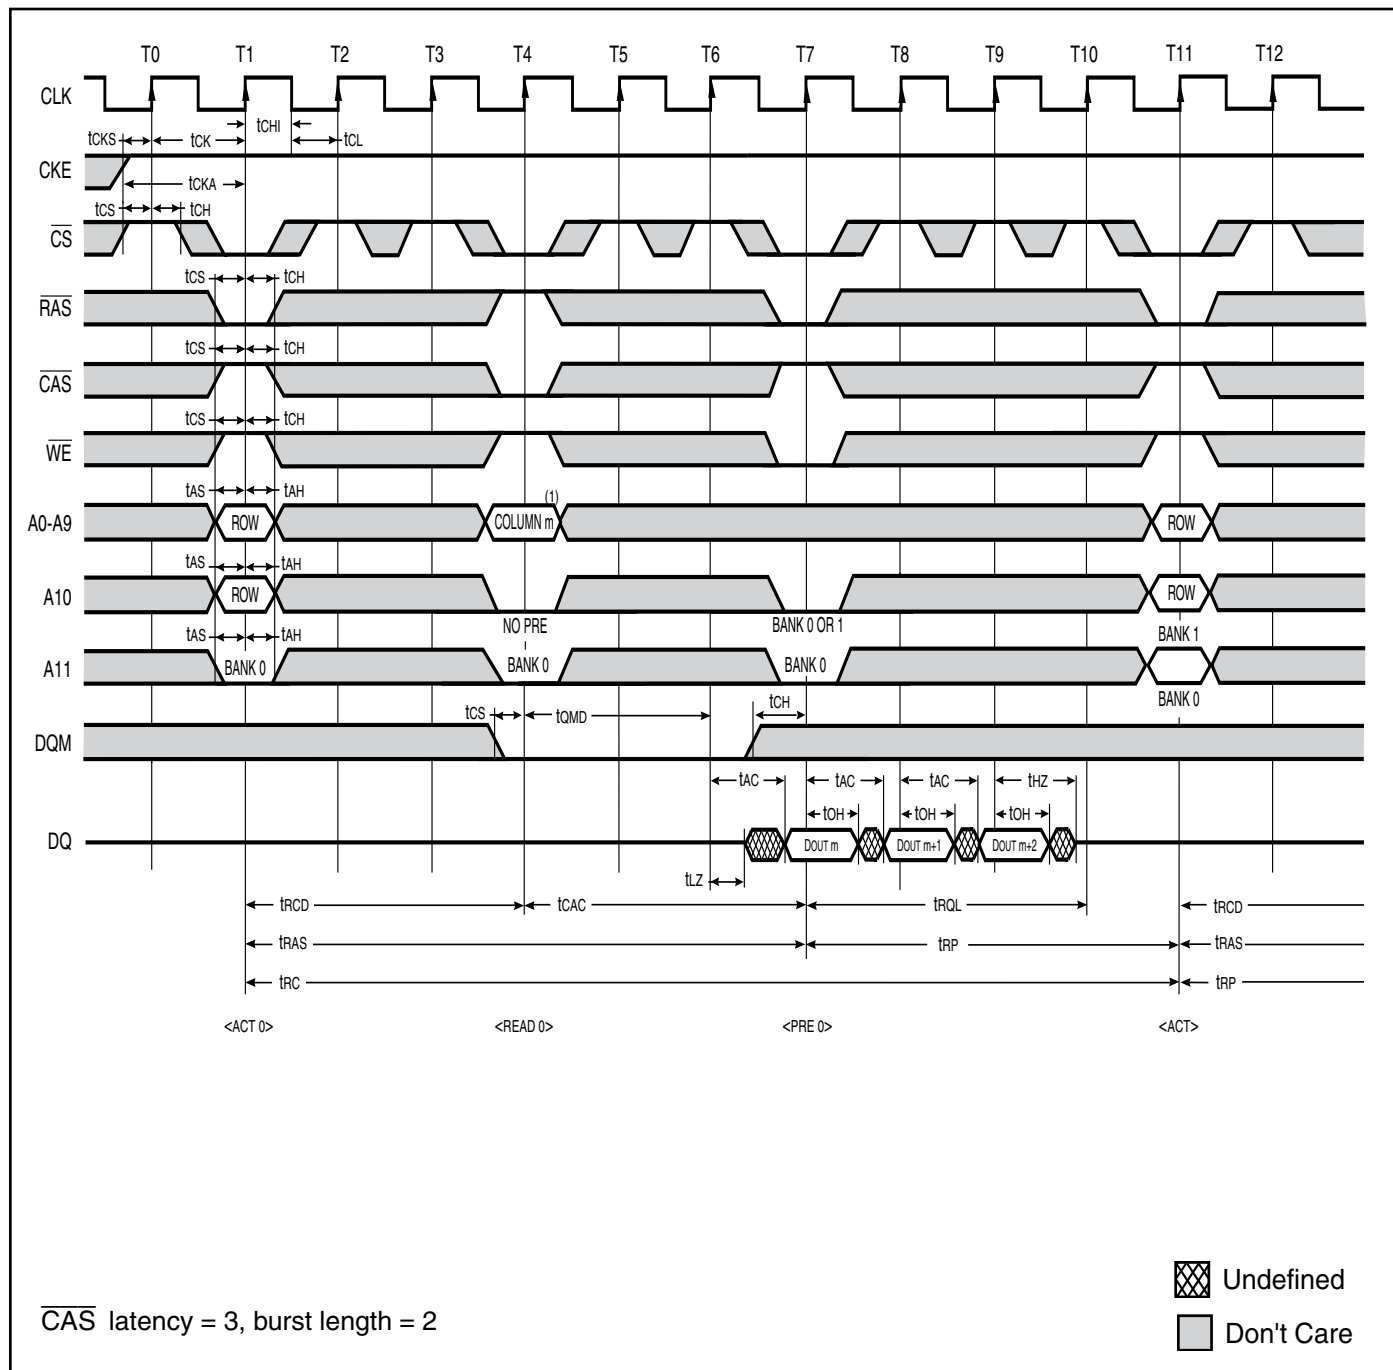 T0 T1 T2 T3 T4 T5 T6 T7 T8 T9 T10 T11 T12
CLK
tCHI
tCKS tCK tCL
CKE
tCKA
tCS tCH
CS
tCS tCH
RAS
tCS tCH
CAS
tCS tCH
WE
tAS tAH (1)
A0-A9 ROW COLUMN m ROW
tAS tAH
A10 ROW ROW
NO PRE BANK 0 OR 1 BANK 1
tAS tAH
A11 BANK 0 BANK 0 BANK 0
BANK 0
tCS tQMD tCH
DQM
tAC tAC tAC tHZ
tOH tOH tOH
DQ DOUT m DOUT m+1 DOUT m+2
tLZ
tRCD tCAC tRQL tRCD
tRAS tRP tRAS
tRC tRP
<ACT 0> <READ 0> <PRE 0> <ACT>
Undefined
CAS latency = 3, burst length = 2
Don't Care